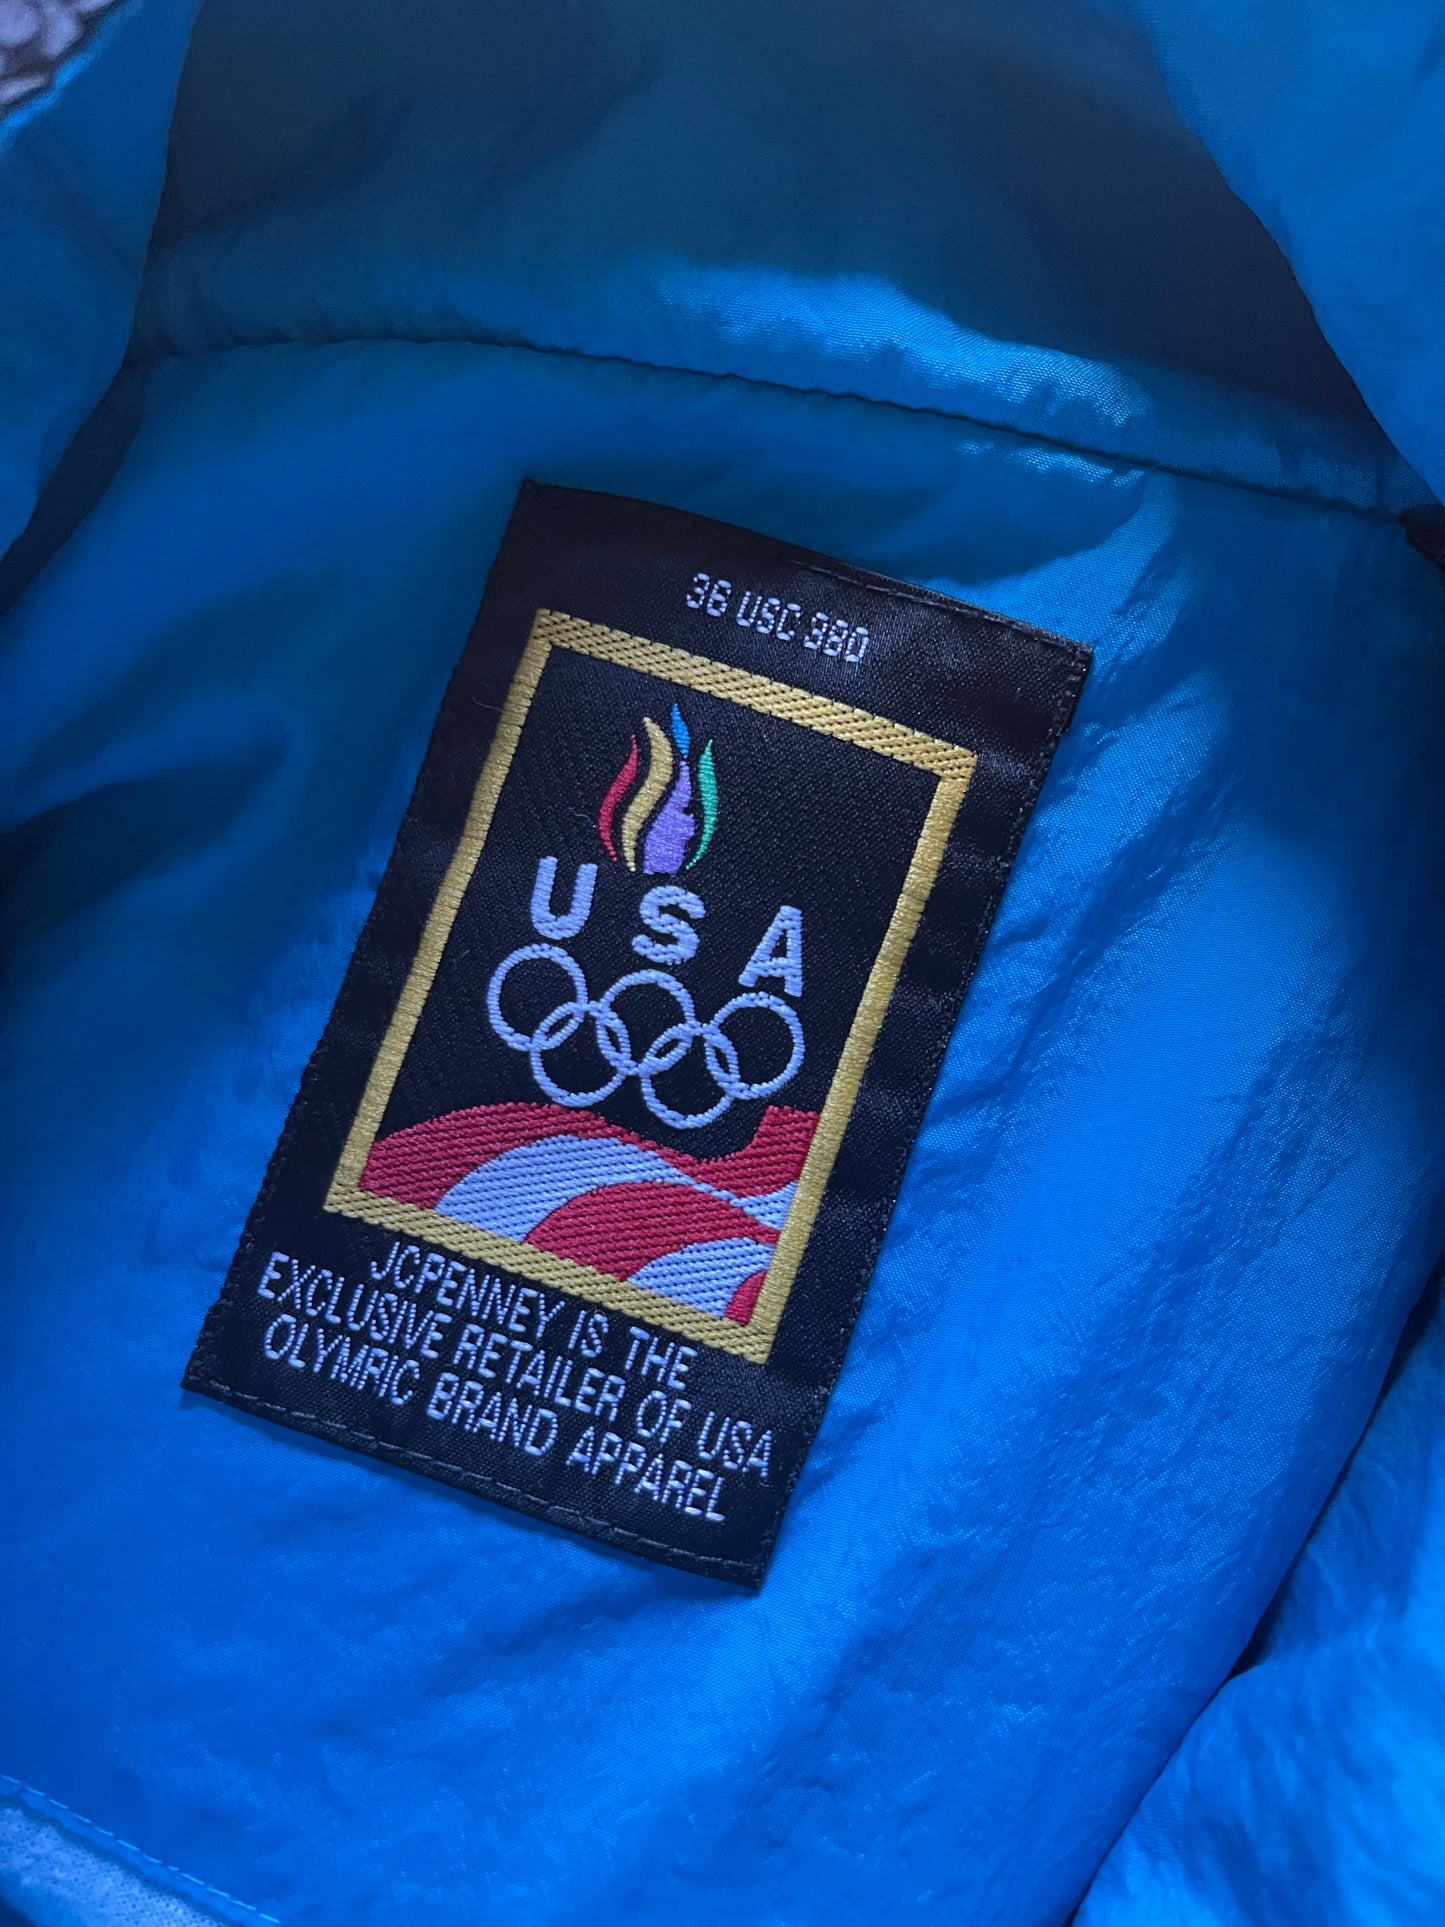 36 USC 380
USA
JCPENNEY IS THE
EXCLUSIVE RETAILER OF USA
OLYMPIC BRAND APPAREL